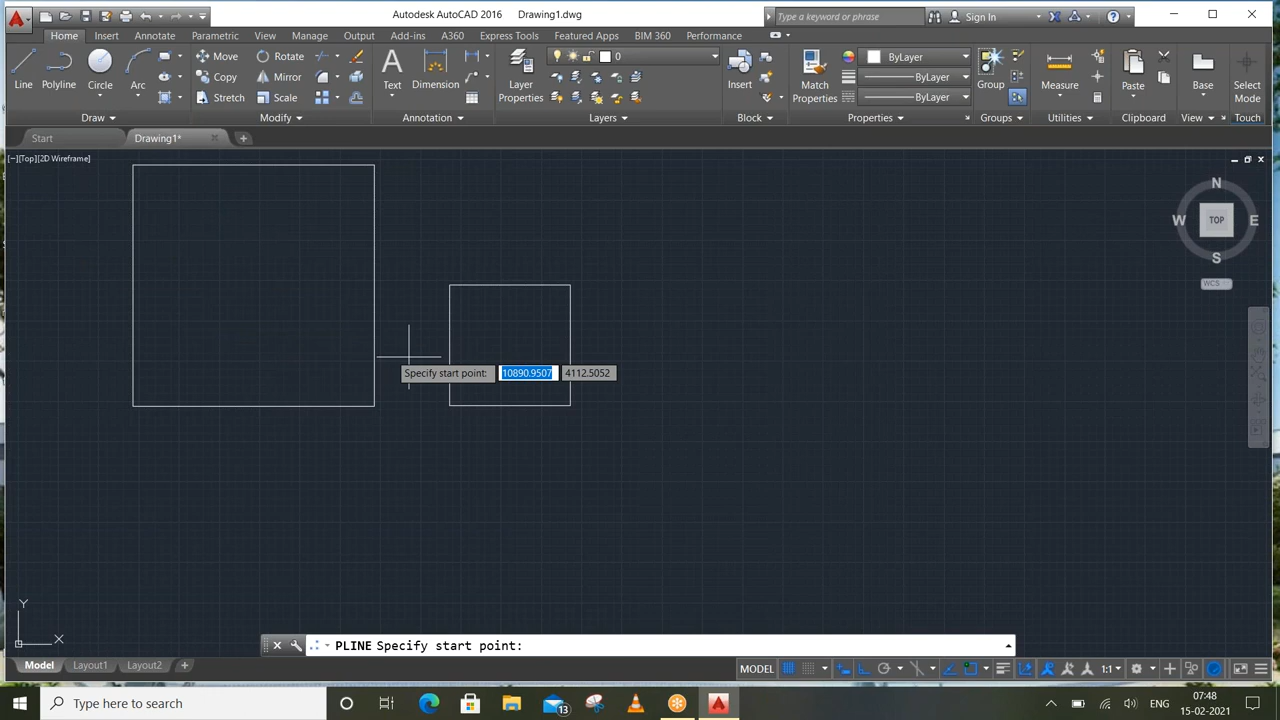 Autodesk AutoCAD 2016 Drawing1.dwg
Type a keyword or phrase
Sign In
Home Insert Annotate Parametric View Manage Output Add-ins A360 Express Tools Featured Apps BIM 360 Performance
Line
Polyline
Circle
Arc
Draw
Move
Copy
Stretch
Rotate
Mirror
Scale
Modify
Text
Dimension
Annotation
Layer
Properties
0
Layers
Insert
Block
Match
Properties
ByLayer
ByLayer
ByLayer
Properties
Group
Groups
Measure
Utilities
Paste
Clipboard
Base
View
Select
Mode
Touch
Start
Drawing1*
[−][Top][2D Wireframe]
N
W
TOP
E
S
WCS
Specify start point: 10890.9507 4112.5052
Y
X
PLINE Specify start point:
Model Layout1 Layout2
MODEL
1:1
Type here to search
13
ENG
07:48
15-02-2021